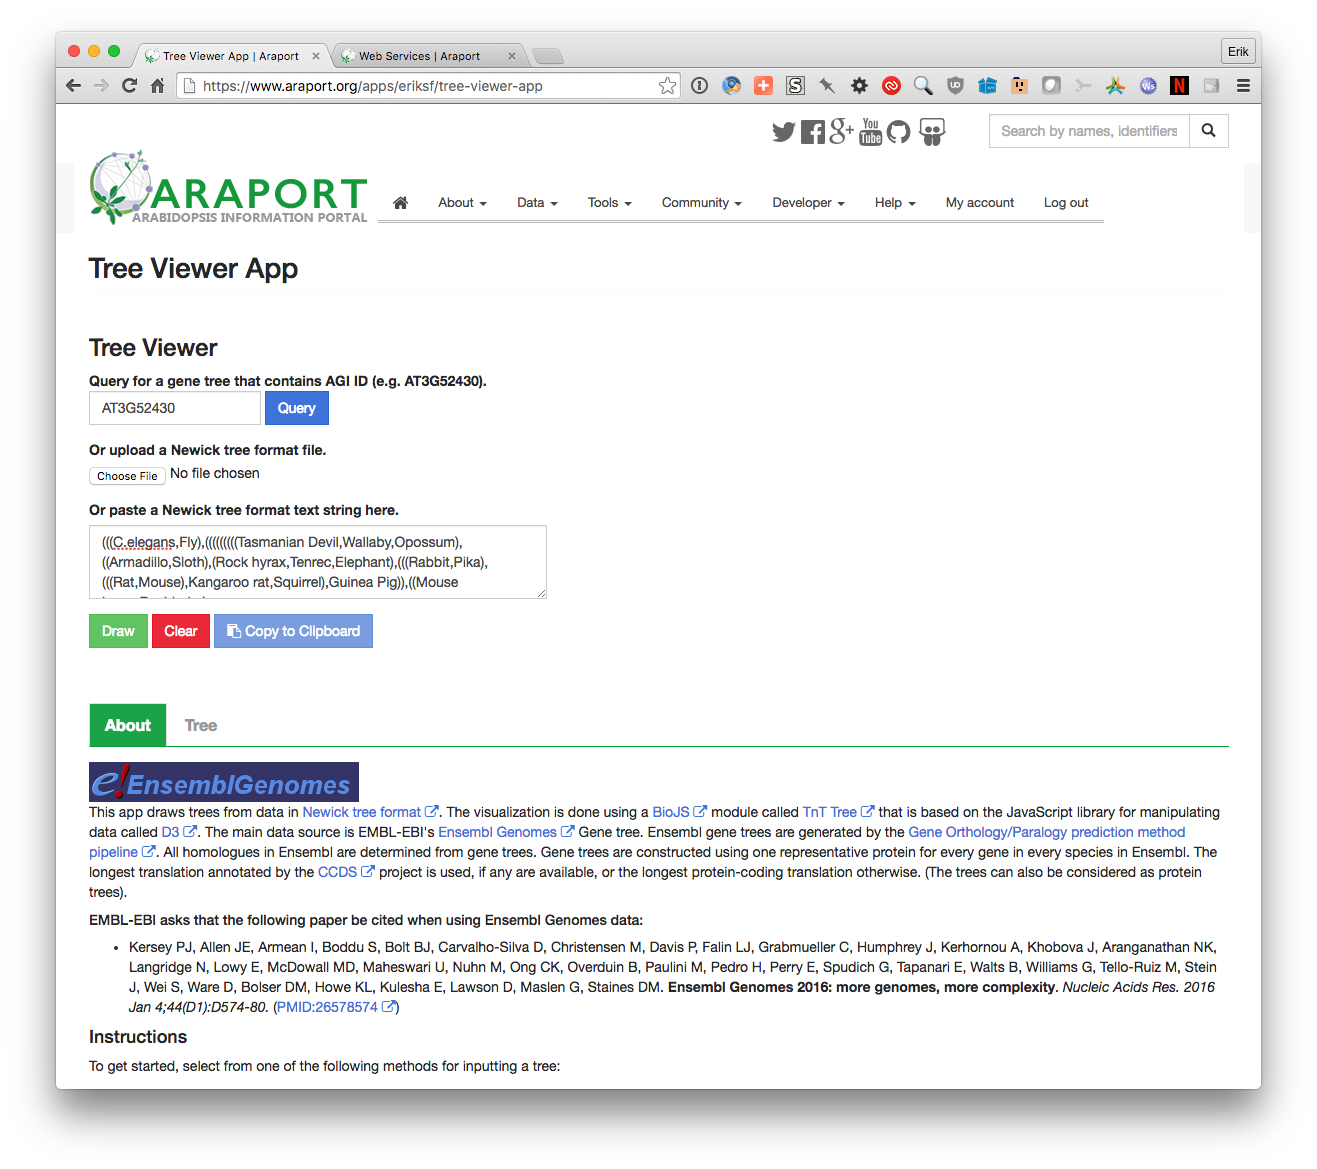 Tree Viewer App | Araport
Web Services | Araport
Erik
https://www.araport.org/apps/eriksf/tree-viewer-app
You Tube
Search by names, identifiers
ARAPORT
ARABIDOPSIS INFORMATION PORTAL
About
Data
Tools
Community
Developer
Help
My account
Log out
Tree Viewer App
Tree Viewer
Query for a gene tree that contains AGI ID (e.g. AT3G52430).
AT3G52430
Query
Or upload a Newick tree format file.
Choose File No file chosen
Or paste a Newick tree format text string here.
(((C.elegans,Fly),(((((((((Tasmanian Devil,Wallaby,Opossum),
((Armadillo,Sloth),(Rock hyrax,Tenrec,Elephant),(((Rabbit,Pika),
(((Rat,Mouse),Kangaroo rat,Squirrel),Guinea Pig)),((Mouse
Draw
Clear
Copy to Clipboard
About
Tree
e!EnsemblGenomes
This app draws trees from data in Newick tree format. The visualization is done using a BioJS module called TnT Tree that is based on the JavaScript library for manipulating
data called D3. The main data source is EMBL-EBI's Ensembl Genomes Gene tree. Ensembl gene trees are generated by the Gene Orthology/Paralogy prediction method
pipeline. All homologues in Ensembl are determined from gene trees. Gene trees are constructed using one representative protein for every gene in every species in Ensembl. The
longest translation annotated by the CCDS project is used, if any are available, or the longest protein-coding translation otherwise. (The trees can also be considered as protein
trees).
EMBL-EBI asks that the following paper be cited when using Ensembl Genomes data:
• Kersey PJ, Allen JE, Armean I, Boddu S, Bolt BJ, Carvalho-Silva D, Christensen M, Davis P, Falin LJ, Grabmueller C, Humphrey J, Kerhornou A, Khobova J, Aranganathan NK,
Langridge N, Lowy E, McDowall MD, Maheswari U, Nuhn M, Ong CK, Overduin B, Paulini M, Pedro H, Perry E, Spudich G, Tapanari E, Walts B, Williams G, Tello-Ruiz M, Stein
J, Wei S, Ware D, Bolser DM, Howe KL, Kulesha E, Lawson D, Maslen G, Staines DM. Ensembl Genomes 2016: more genomes, more complexity. Nucleic Acids Res. 2016
Jan 4;44(D1):D574-80. (PMID:26578574)
Instructions
To get started, select from one of the following methods for inputting a tree: